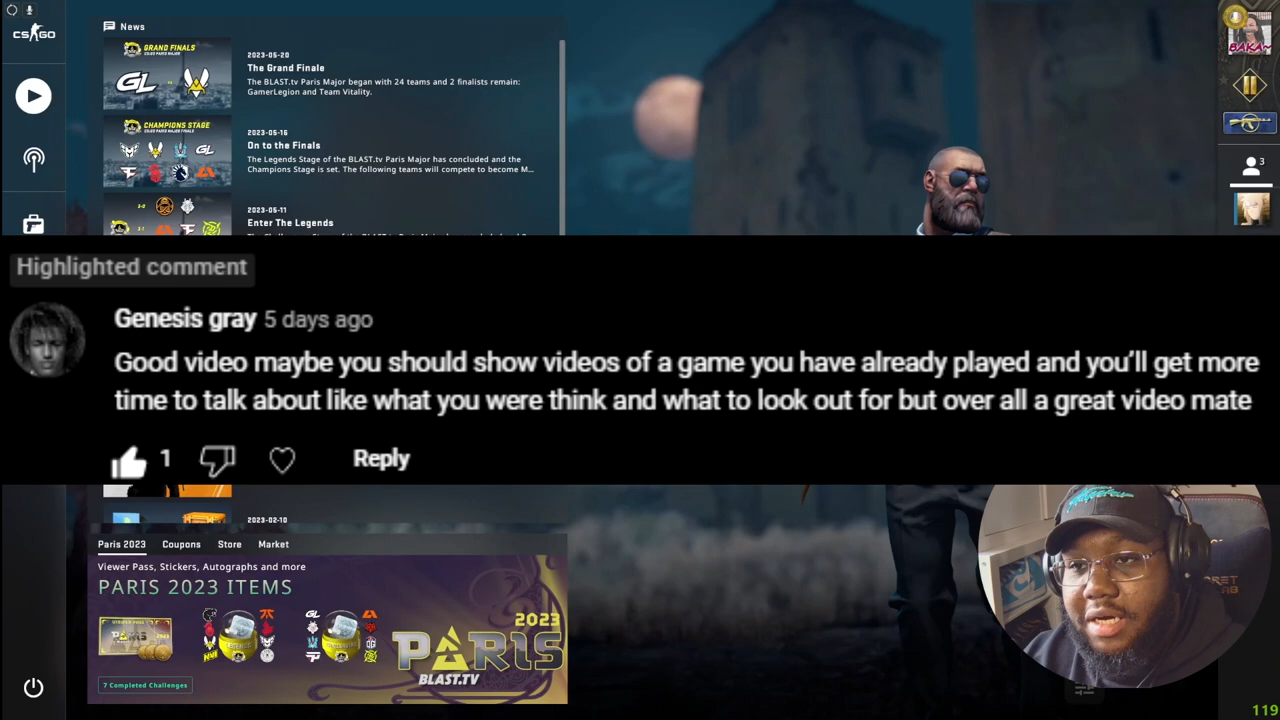 CS GO
News
GRAND FINALS
GL
2023-05-20
The Grand Finale
The BLAST.tv Paris Major began with 24 teams and 2 finalists remain:
GamerLegion and Team Vitality.
CHAMPIONS STAGE
GL
2023-05-16
On to the Finals
The Legends Stage of the BLAST.tv Paris Major has concluded and the
Champions Stage is set. The following teams will compete to become M...
2023-05-11
Enter The Legends
BAKA~
3
Highlighted comment
Genesis gray 5 days ago
Good video maybe you should show videos of a game you have already played and you'll get more
time to talk about like what you were think and what to look out for but over all a great video mate
1 Reply
2023-02-10
Paris 2023 Coupons Store Market
Viewer Pass, Stickers, Autographs and more
PARIS 2023 ITEMS
2023
PARIS
BLAST.TV
7 Completed Challenges
119